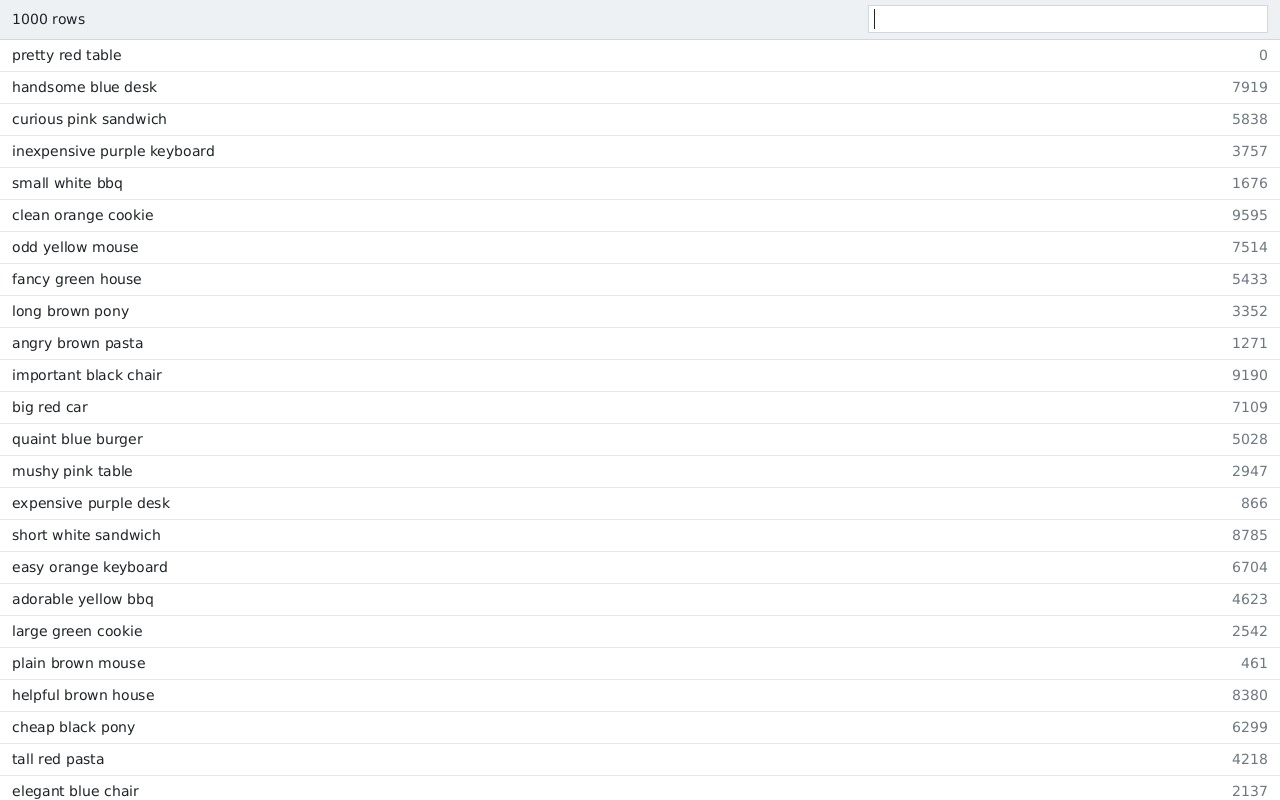 1000 rows
pretty red table 0
handsome blue desk 7919
curious pink sandwich 5838
inexpensive purple keyboard 3757
small white bbq 1676
clean orange cookie 9595
odd yellow mouse 7514
fancy green house 5433
long brown pony 3352
angry brown pasta 1271
important black chair 9190
big red car 7109
quaint blue burger 5028
mushy pink table 2947
expensive purple desk 866
short white sandwich 8785
easy orange keyboard 6704
adorable yellow bbq 4623
large green cookie 2542
plain brown mouse 461
helpful brown house 8380
cheap black pony 6299
tall red pasta 4218
elegant blue chair 2137